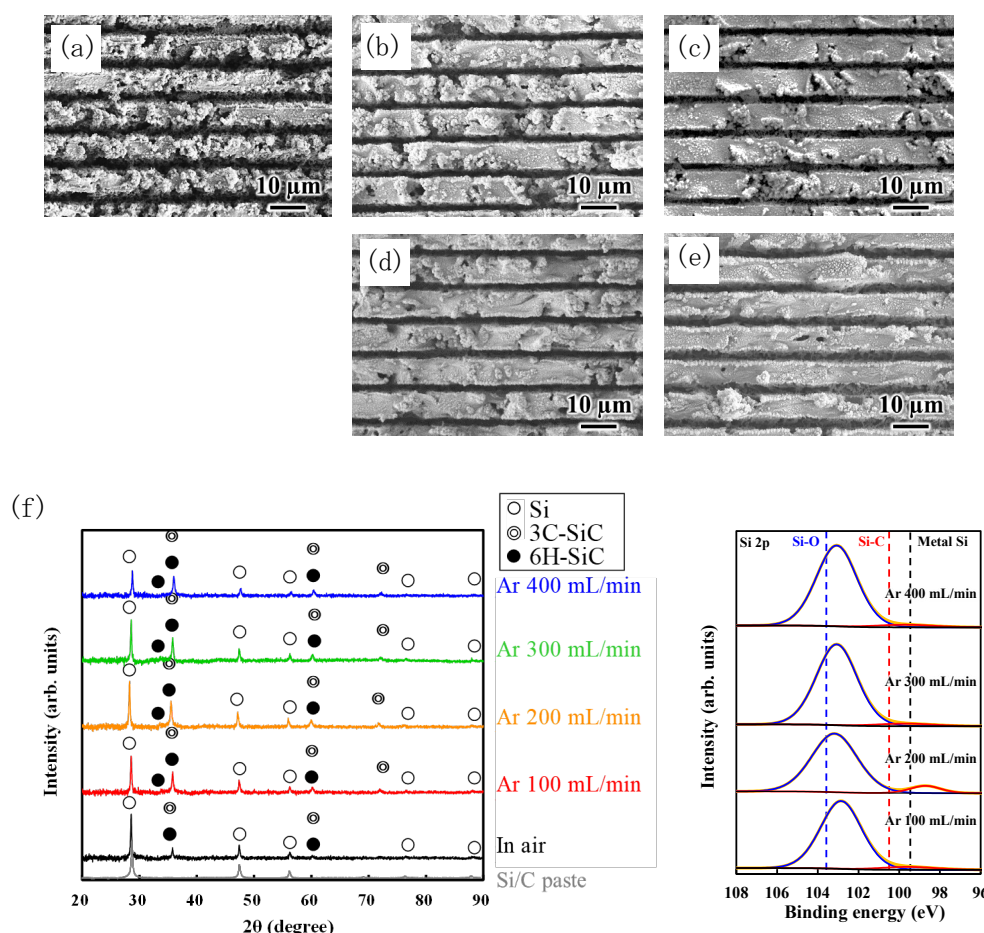 (a)
10 µm
(b)
10 µm
(c)
10 µm
(d)
10 µm
(e)
10 µm
(f)
Si
3C-SiC
6H-SiC
Ar 400 mL/min
Ar 300 mL/min
Ar 200 mL/min
Ar 100 mL/min
In air
Si/C paste
Intensity (arb. units)
20 30 40 50 60 70 80 90
2θ (degree)
Si 2p Si-O Si-C Metal Si
Ar 400 mL/min
Ar 300 mL/min
Ar 200 mL/min
Ar 100 mL/min
Intensity (arb. units)
108 106 104 102 100 98 96
Binding energy (eV)